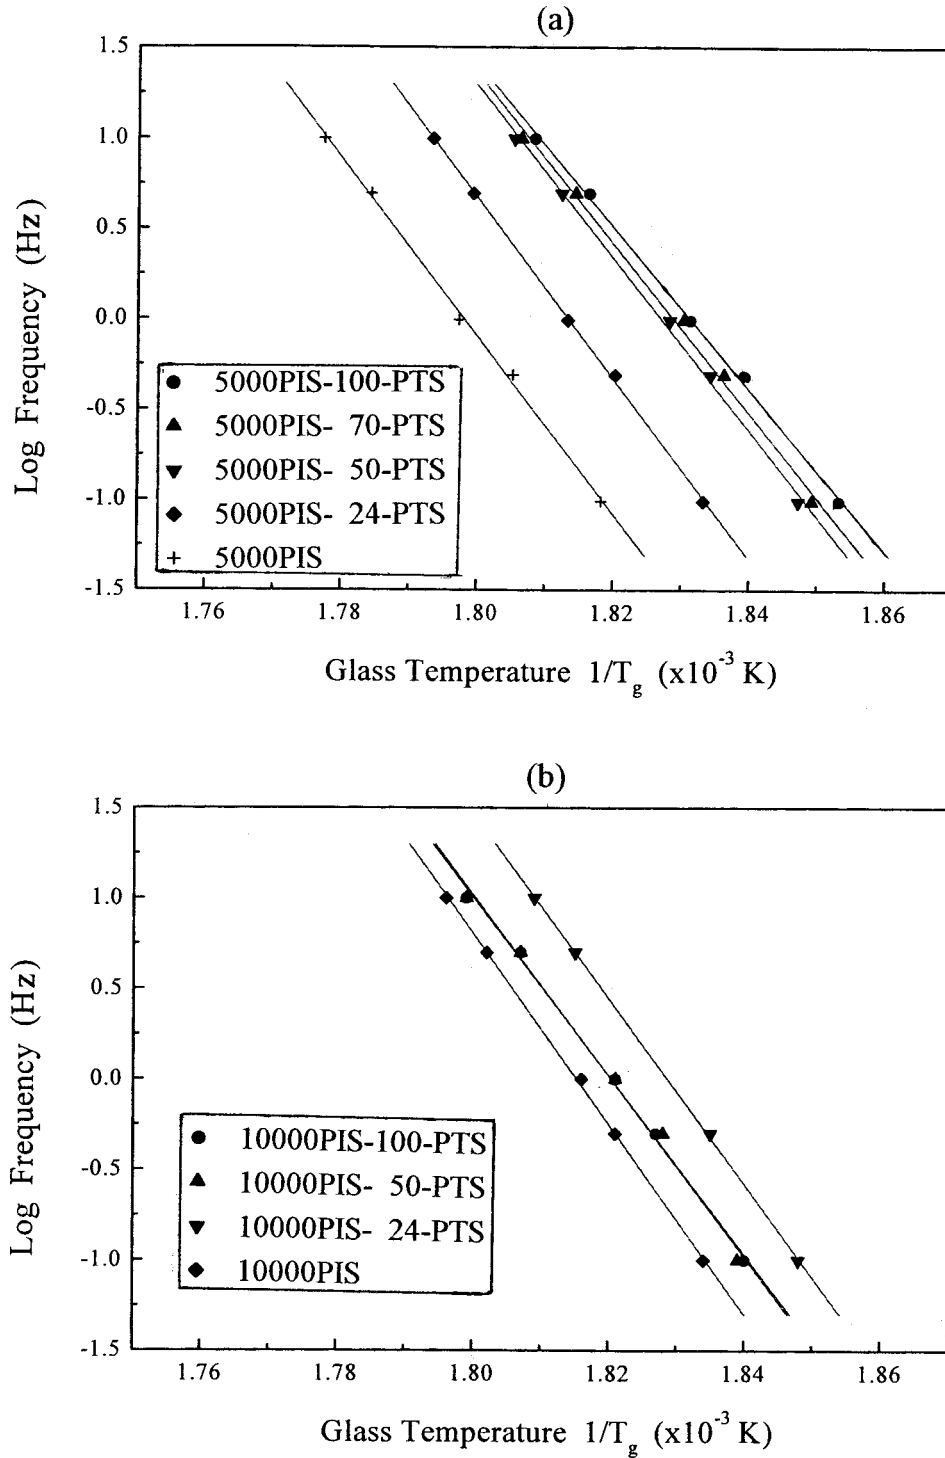 (a)
1.5
1.0
0.5
0.0
-0.5
-1.0
-1.5
Log Frequency (Hz)
5000PIS-100-PTS
5000PIS- 70-PTS
5000PIS- 50-PTS
5000PIS- 24-PTS
5000PIS
1.76 1.78 1.80 1.82 1.84 1.86
Glass Temperature 1/Tg (x10-3 K)
(b)
1.5
1.0
0.5
0.0
-0.5
-1.0
-1.5
Log Frequency (Hz)
10000PIS-100-PTS
10000PIS- 50-PTS
10000PIS- 24-PTS
10000PIS
1.76 1.78 1.80 1.82 1.84 1.86
Glass Temperature 1/Tg (x10-3 K)